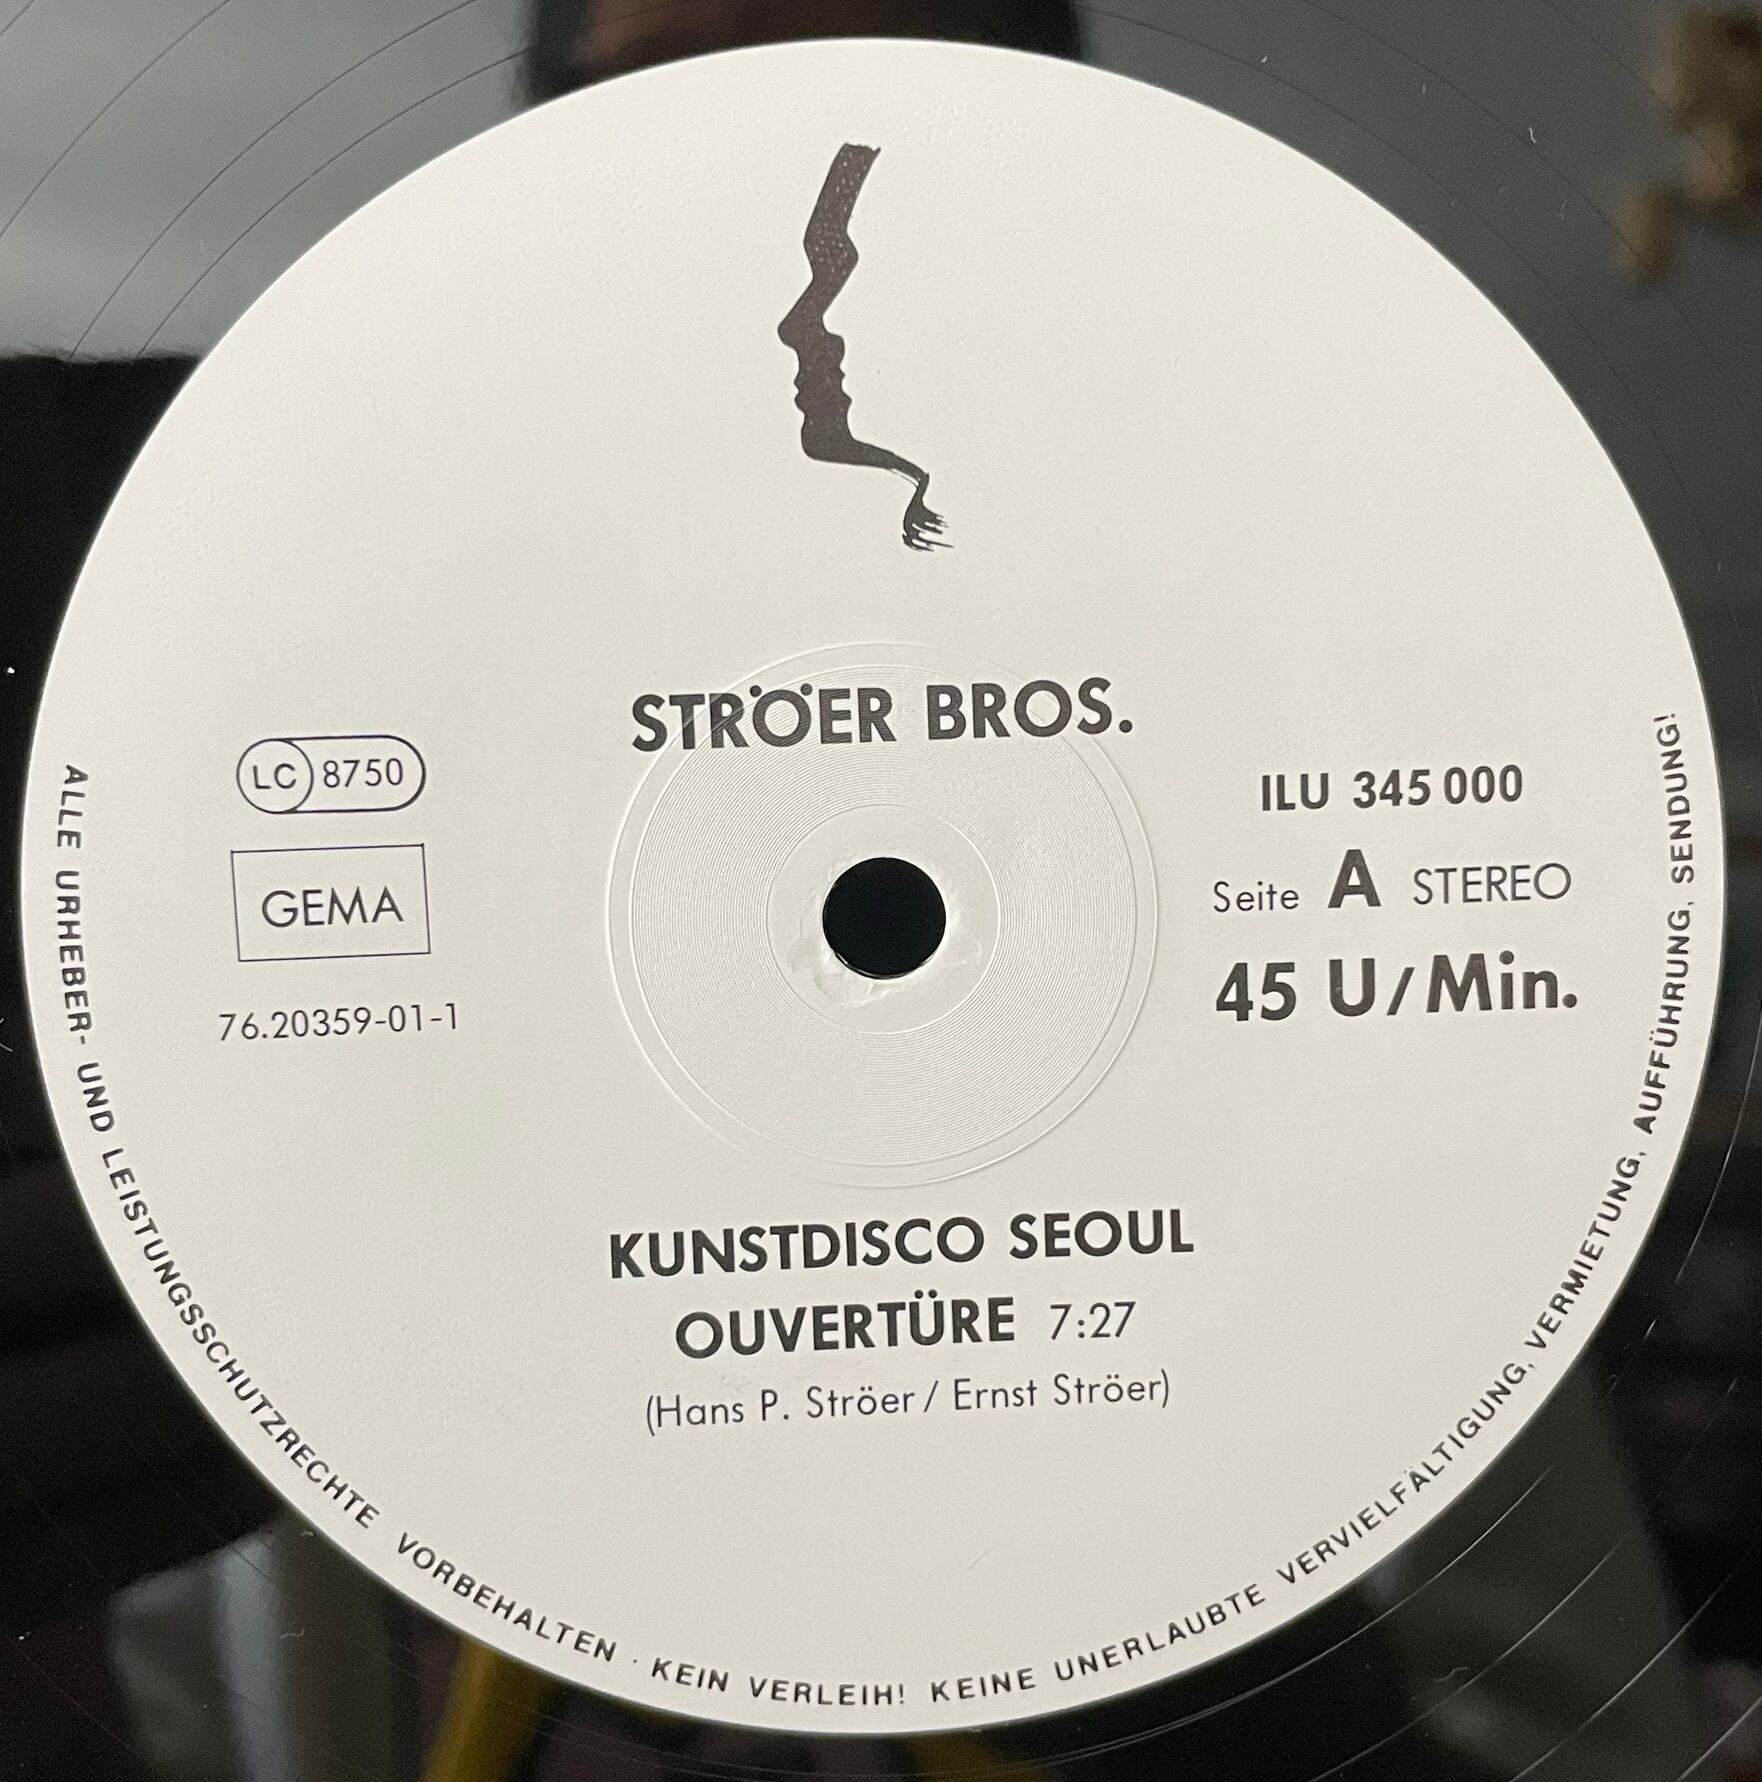 STRÖER BROS.
LC 8750
GEMA
76.20359-01-1
ILU 345 000
Seite A STEREO
45 U/Min.
KUNSTDISCO SEOUL
OUVERTÜRE 7:27
(Hans P. Ströer / Ernst Ströer)
ALLE URHEBER- UND LEISTUNGSSCHUTZRECHTE VORBEHALTEN · KEIN VERLEIH! KEINE UNERLAUBTE VERVIELFÄLTIGUNG, VERMIETUNG, AUFFÜHRUNG, SENDUNG!